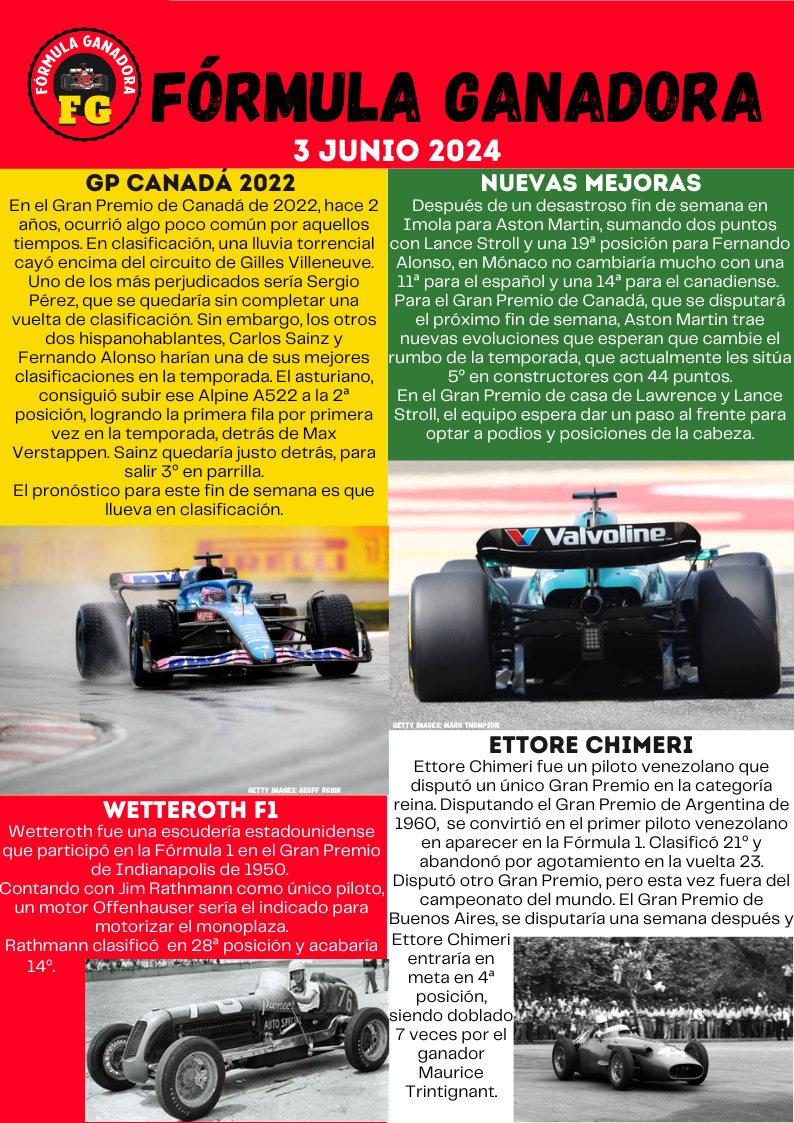 FÓRMULA GANADORA
FG
FÓRMULA GANADORA
3 JUNIO 2024
GP CANADÁ 2022
En el Gran Premio de Canadá de 2022, hace 2
años, ocurrió algo poco común por aquellos
tiempos. En clasificación, una lluvia torrencial
cayó encima del circuito de Gilles Villeneuve.
Uno de los más perjudicados sería Sergio
Pérez, que se quedaría sin completar una
vuelta de clasificación. Sin embargo, los otros
dos hispanohablantes, Carlos Sainz y
Fernando Alonso harían una de sus mejores
clasificaciones en la temporada. El asturiano,
consiguió subir ese Alpine A522 a la 2ª
posición, logrando la primera fila por primera
vez en la temporada, detrás de Max
Verstappen. Sainz quedaría justo detrás, para
salir 3º en parrilla.
El pronóstico para este fin de semana es que
llueva en clasificación.
MAPFRE
GETTY IMAGES: GEOFF ROBIN
NUEVAS MEJORAS
Después de un desastroso fin de semana en
Imola para Aston Martin, sumando dos puntos
con Lance Stroll y una 19ª posición para Fernando
Alonso, en Mónaco no cambiaría mucho con una
11ª para el español y una 14ª para el canadiense.
Para el Gran Premio de Canadá, que se disputará
el próximo fin de semana, Aston Martin trae
nuevas evoluciones que esperan que cambie el
rumbo de la temporada, que actualmente les sitúa
5º en constructores con 44 puntos.
En el Gran Premio de casa de Lawrence y Lance
Stroll, el equipo espera dar un paso al frente para
optar a podios y posiciones de la cabeza.
Valvoline
GETTY IMAGES: MARK THOMPSON
WETTEROTH F1
Wetteroth fue una escudería estadounidense
que participó en la Fórmula 1 en el Gran Premio
de Indianapolis de 1950.
Contando con Jim Rathmann como único piloto,
un motor Offenhauser sería el indicado para
motorizar el monoplaza.
Rathmann clasificó en 28ª posición y acabaría
14º.
Pioneer
AUTO SPECIAL
76
ETTORE CHIMERI
Ettore Chimeri fue un piloto venezolano que
disputó un único Gran Premio en la categoría
reina. Disputando el Gran Premio de Argentina de
1960, se convirtió en el primer piloto venezolano
en aparecer en la Fórmula 1. Clasificó 21º y
abandonó por agotamiento en la vuelta 23.
Disputó otro Gran Premio, pero esta vez fuera del
campeonato del mundo. El Gran Premio de
Buenos Aires, se disputaría una semana después y
Ettore Chimeri
entraría en
meta en 4ª
posición,
siendo doblado
7 veces por el
ganador
Maurice
Trintignant.